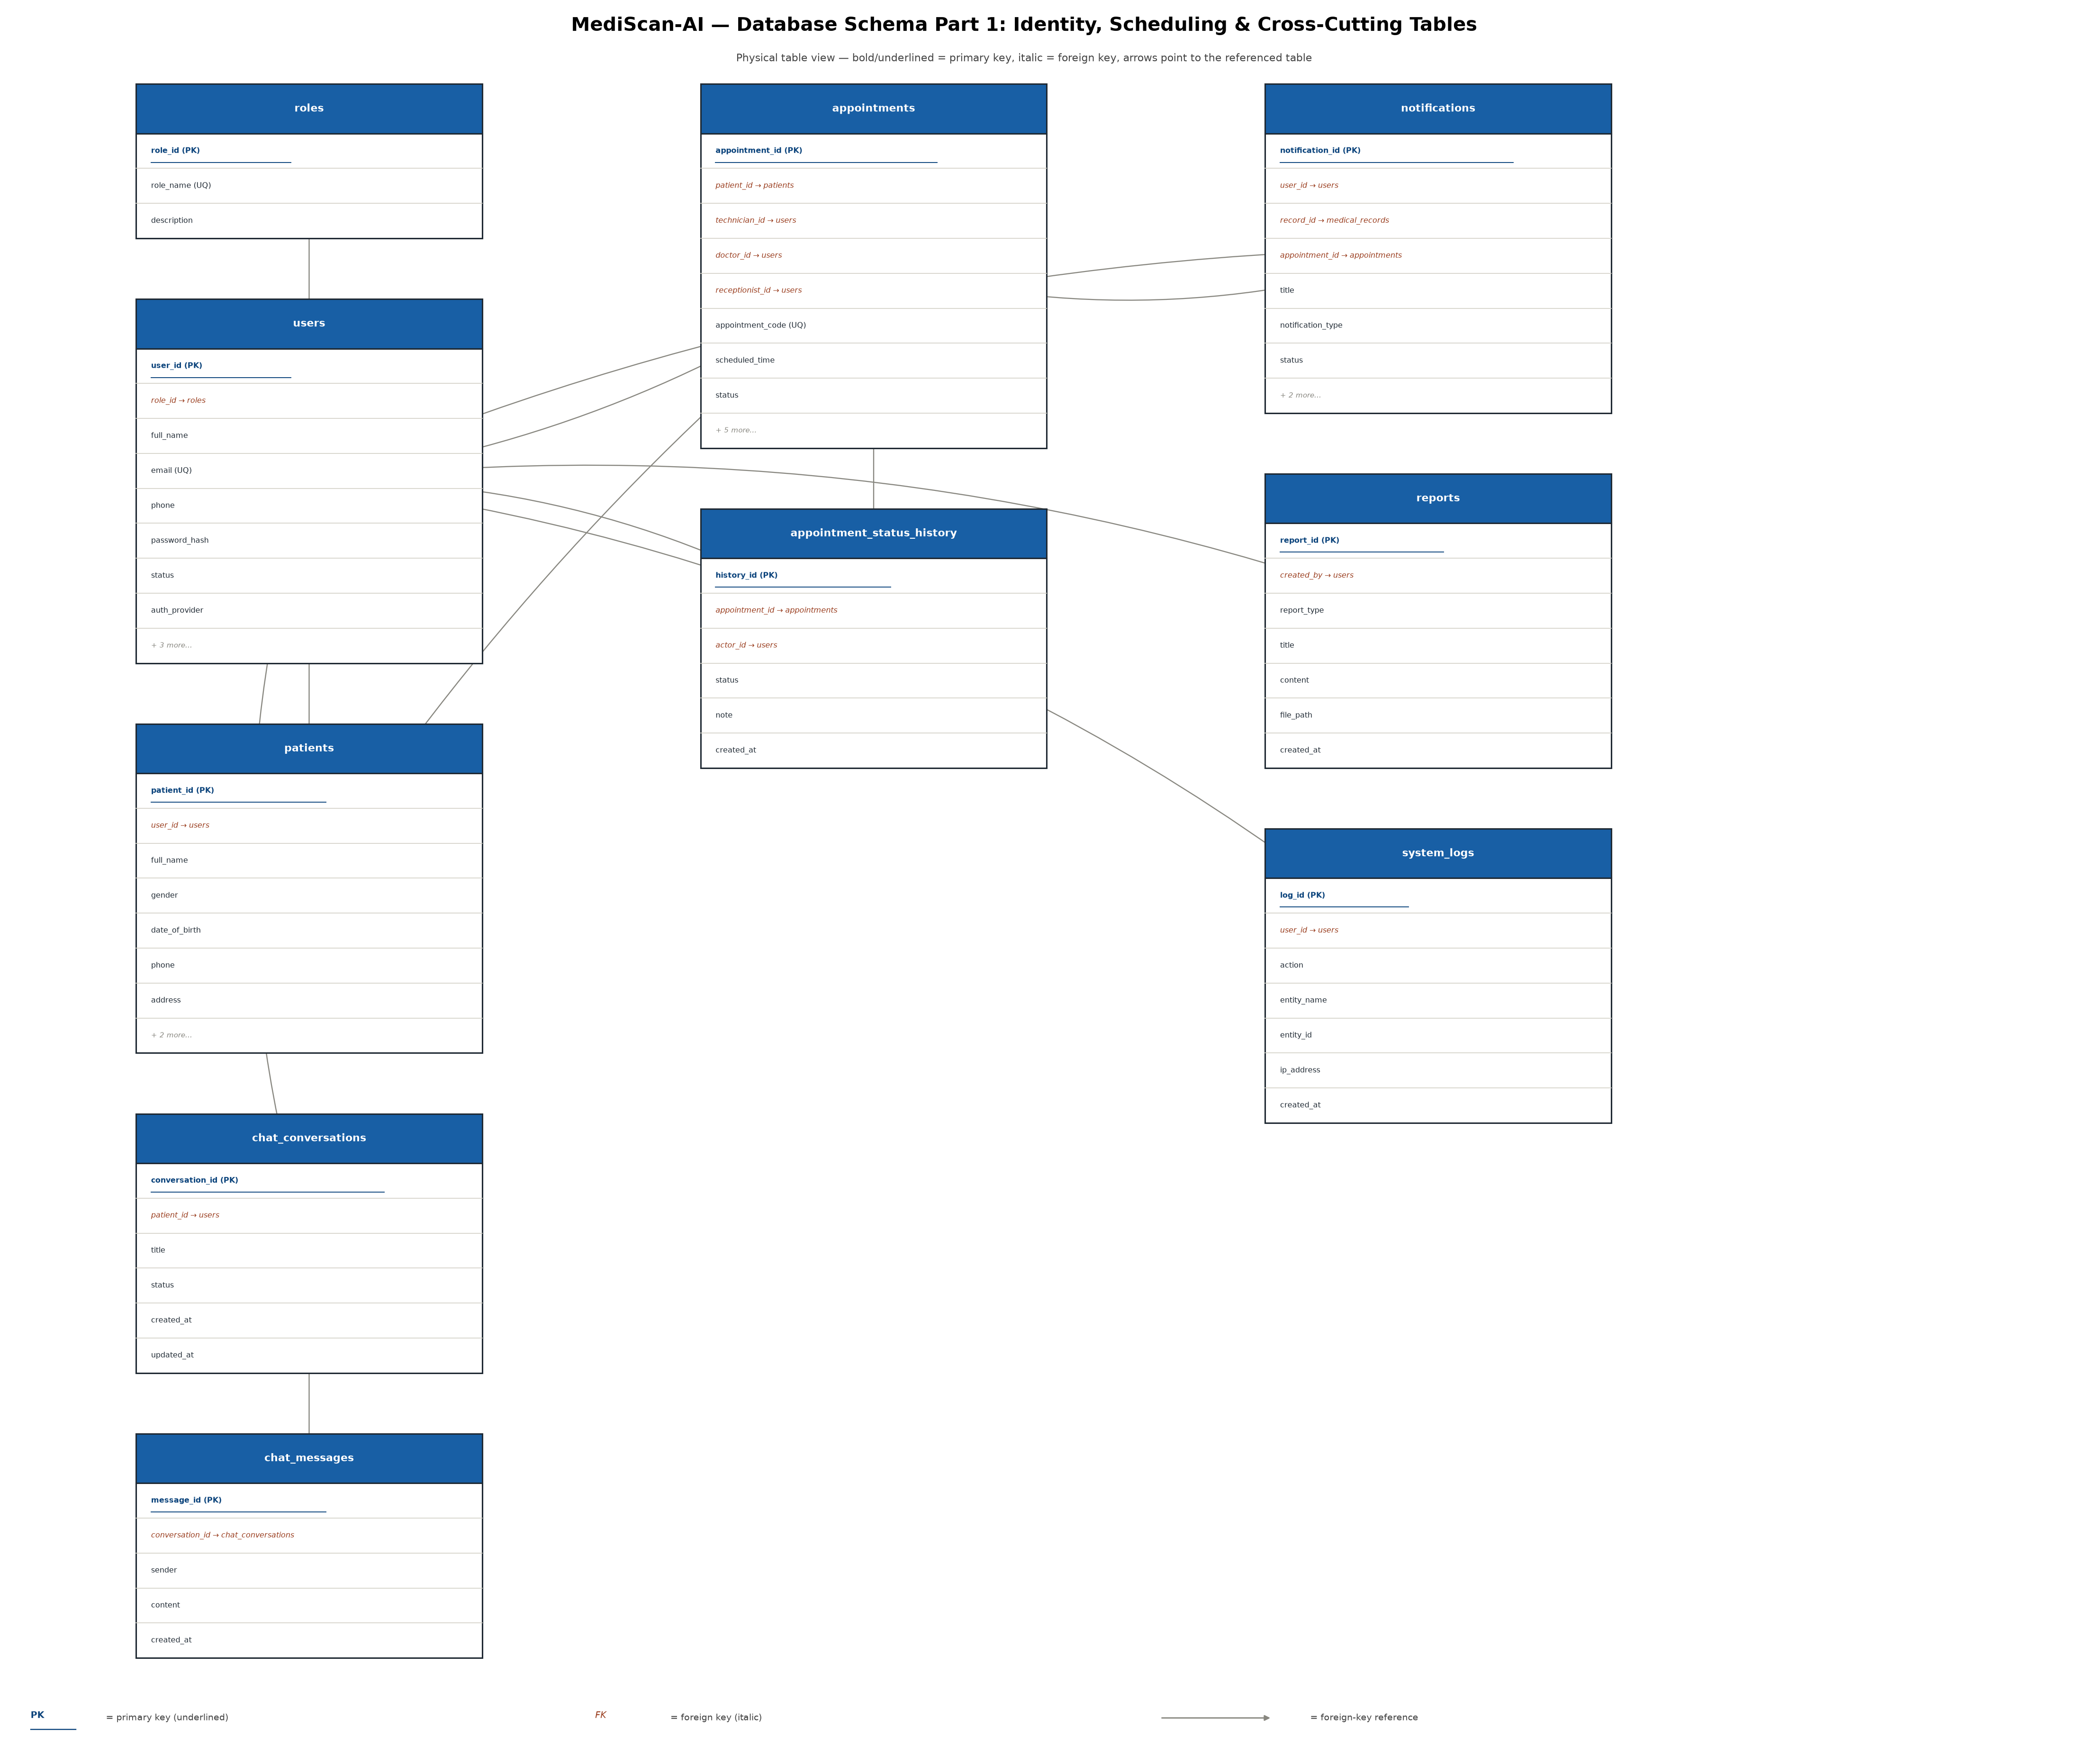 MediScan-AI — Database Schema Part 1: Identity, Scheduling & Cross-Cutting Tables
Physical table view — bold/underlined = primary key, italic = foreign key, arrows point to the referenced table
roles
role_id (PK)
role_name (UQ)
description
users
user_id (PK)
role_id → roles
full_name
email (UQ)
phone
password_hash
status
auth_provider
+ 3 more...
patients
patient_id (PK)
user_id → users
full_name
gender
date_of_birth
phone
address
+ 2 more...
chat_conversations
conversation_id (PK)
patient_id → users
title
status
created_at
updated_at
chat_messages
message_id (PK)
conversation_id → chat_conversations
sender
content
created_at
appointments
appointment_id (PK)
patient_id → patients
technician_id → users
doctor_id → users
receptionist_id → users
appointment_code (UQ)
scheduled_time
status
+ 5 more...
appointment_status_history
history_id (PK)
appointment_id → appointments
actor_id → users
status
note
created_at
notifications
notification_id (PK)
user_id → users
record_id → medical_records
appointment_id → appointments
title
notification_type
status
+ 2 more...
reports
report_id (PK)
created_by → users
report_type
title
content
file_path
created_at
system_logs
log_id (PK)
user_id → users
action
entity_name
entity_id
ip_address
created_at
PK = primary key (underlined)
FK = foreign key (italic)
= foreign-key reference